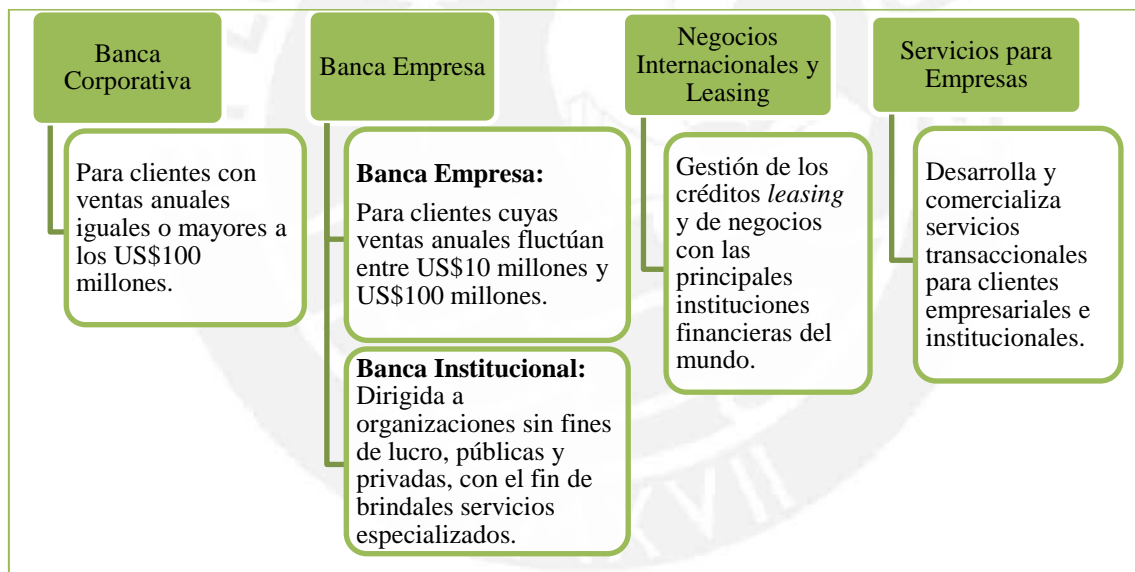 Banca
Corporativa
Para clientes con
ventas anuales
iguales o mayores a
los US$100
millones.
Banca Empresa
Banca Empresa:
Para clientes cuyas
ventas anuales fluctúan
entre US$10 millones y
US$100 millones.
Banca Institucional:
Dirigida a
organizaciones sin fines
de lucro, públicas y
privadas, con el fin de
brindales servicios
especializados.
Negocios
Internacionales y
Leasing
Gestión de los
créditos leasing
y de negocios
con las
principales
instituciones
financieras del
mundo.
Servicios para
Empresas
Desarrolla y
comercializa
servicios
transaccionales
para clientes
empresariales e
institucionales.